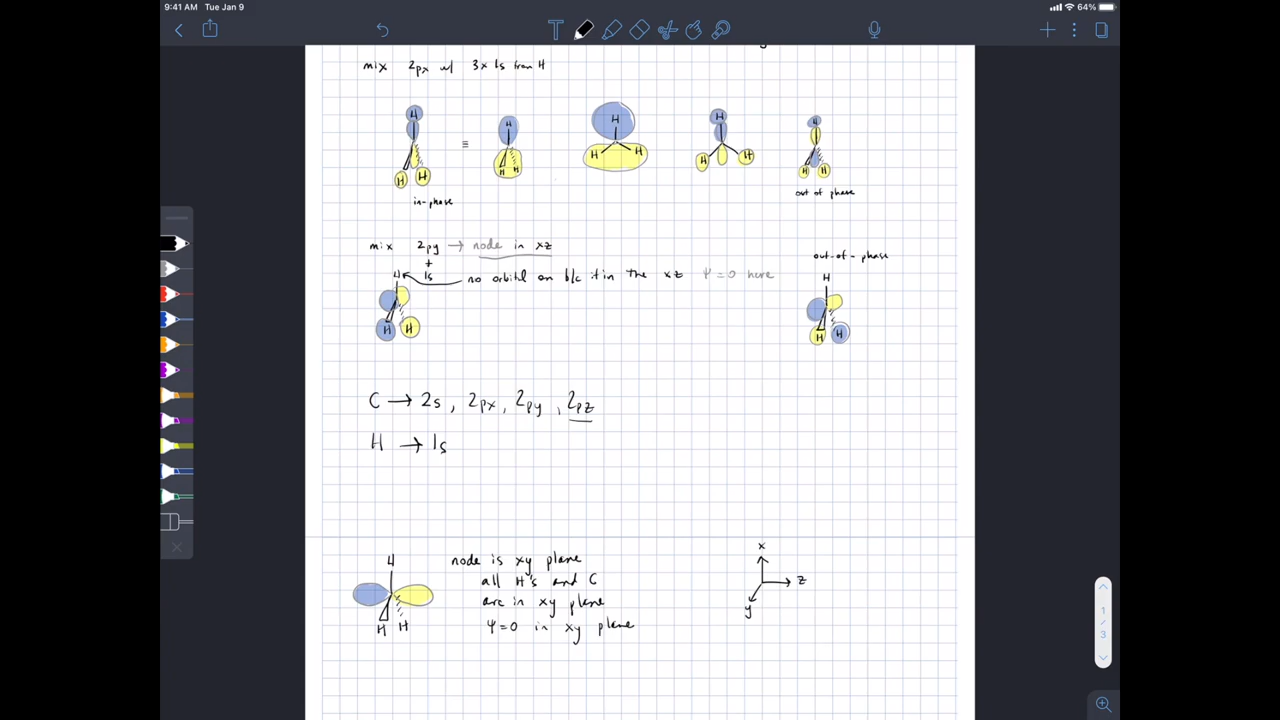 9:41 AM Tue Jan 9
64%
mix 2px w/ 3x 1s from H
H H H H H
H H H H H H H H H H
≡
in-phase
out of phase
mix 2py → node in xz
+
1s
no orbital on b/c it in the xz ψ=0 here
out-of-phase
H H
H H H H
C → 2s, 2px, 2py, 2pz
H → 1s
H
H H
node is xy plane
all H's and C
are in xy plane
ψ=0 in xy plane
x
z
y
1
/
3